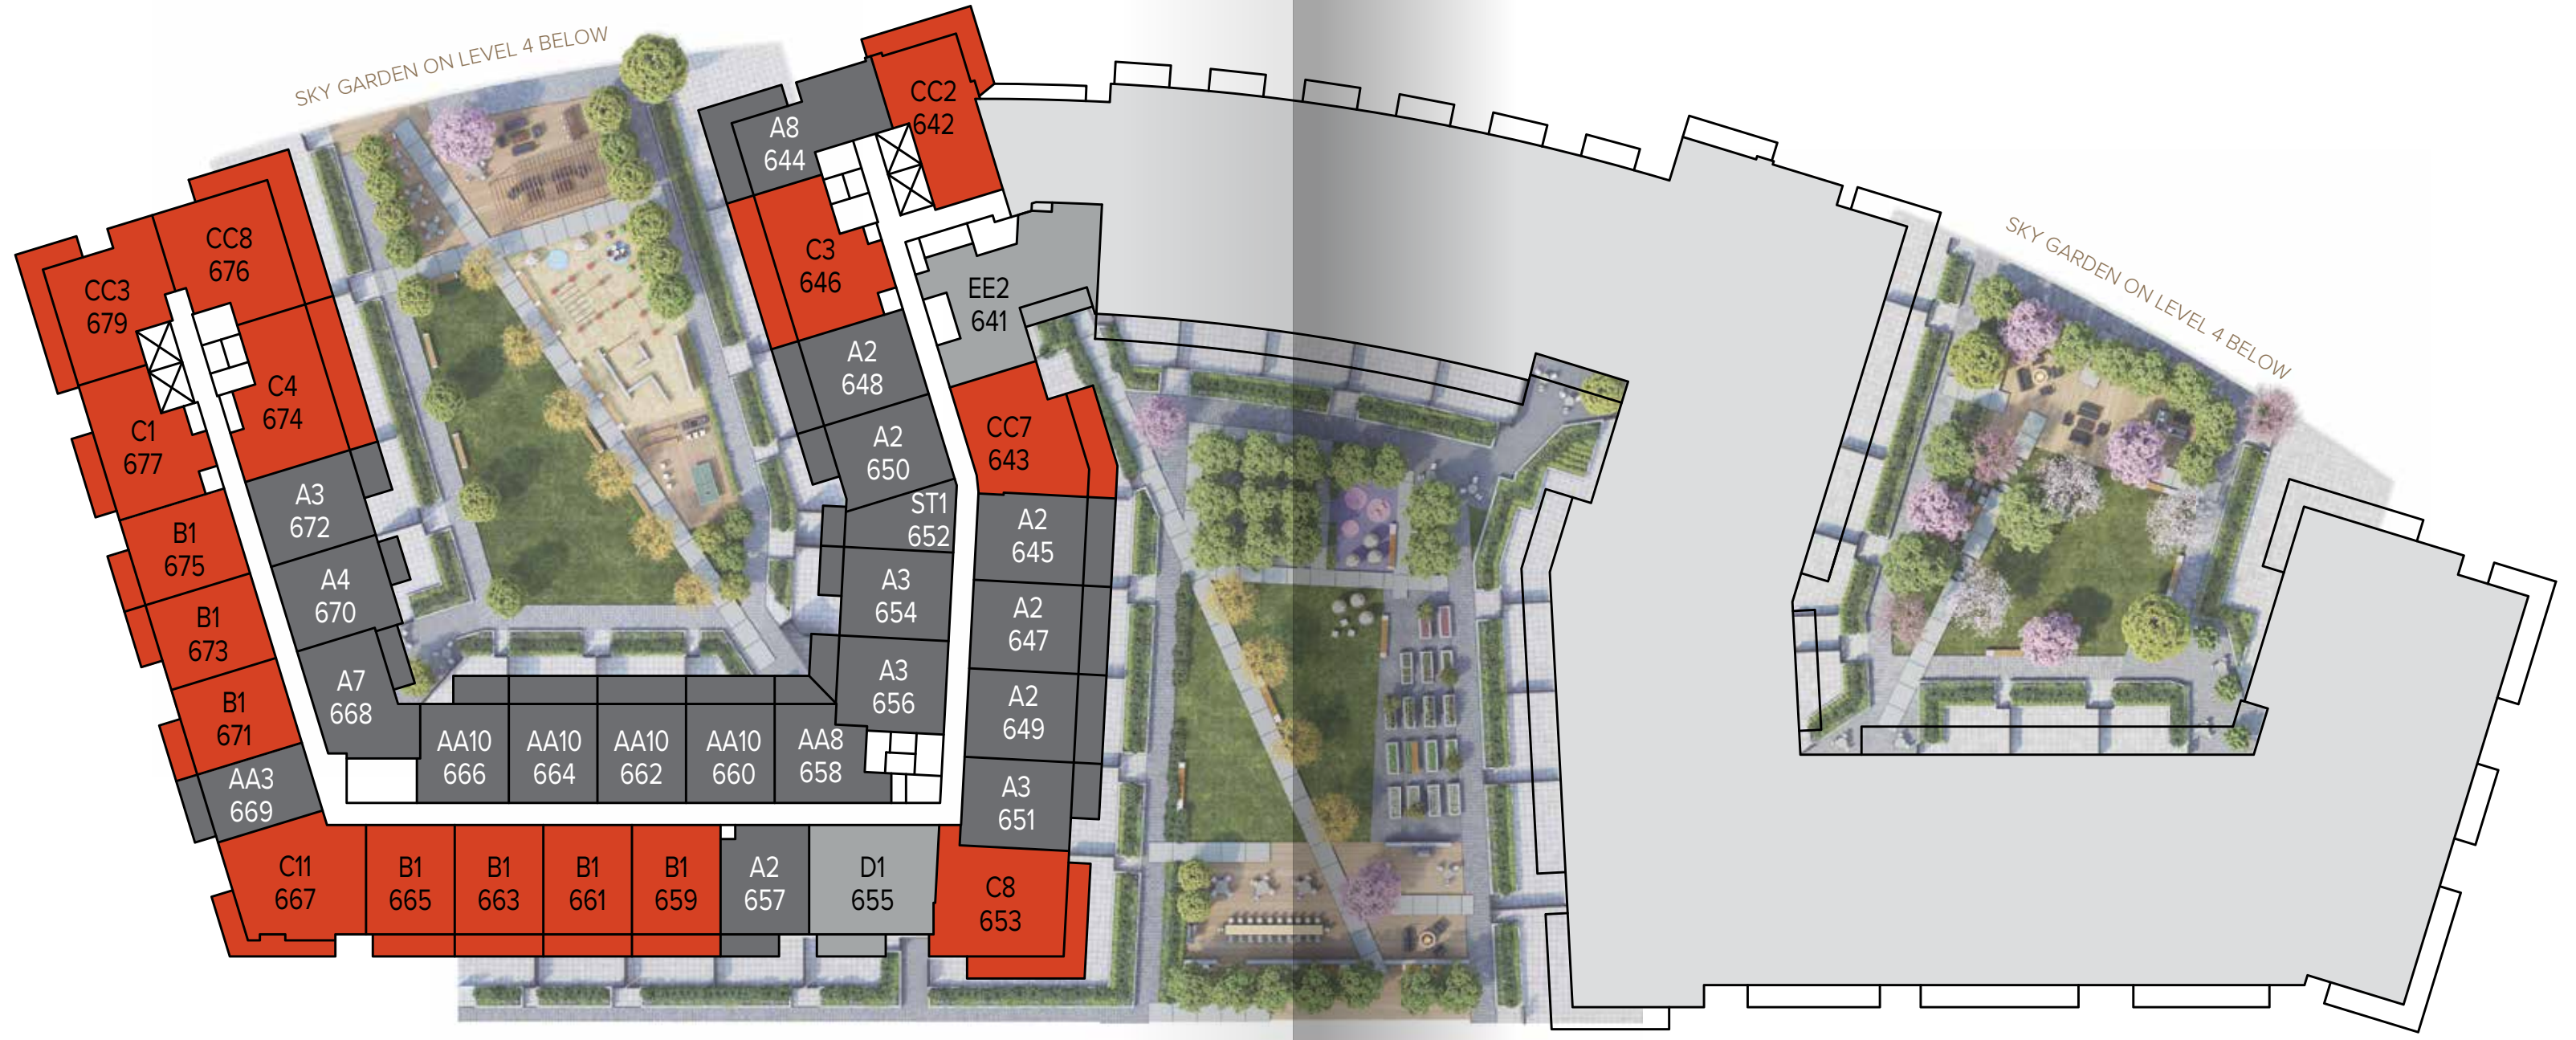 SKY GARDEN ON LEVEL 4 BELOW
CC2
642
A8
644
C3
646
EE2
641
A2
648
A2
650
CC7
643
ST1
652
A2
645
A3
654
A2
647
A3
656
A2
649
A3
651
CC8
676
CC3
679
C4
674
C1
677
A3
672
B1
675
A4
670
B1
673
A7
668
B1
671
AA3
669
AA10
666
AA10
664
AA10
662
AA10
660
AA8
658
C11
667
B1
665
B1
663
B1
661
B1
659
A2
657
D1
655
C8
653
SKY GARDEN ON LEVEL 4 BELOW